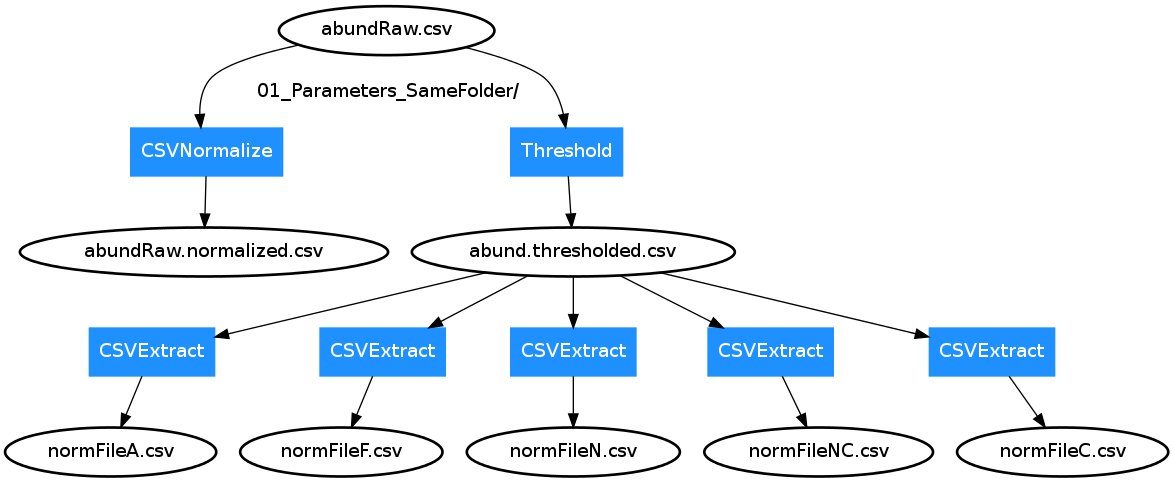 abundRaw.csv
01_Parameters_SameFolder/
CSVNormalize
Threshold
abundRaw.normalized.csv
abund.thresholded.csv
CSVExtract
CSVExtract
CSVExtract
CSVExtract
CSVExtract
normFileA.csv
normFileF.csv
normFileN.csv
normFileNC.csv
normFileC.csv